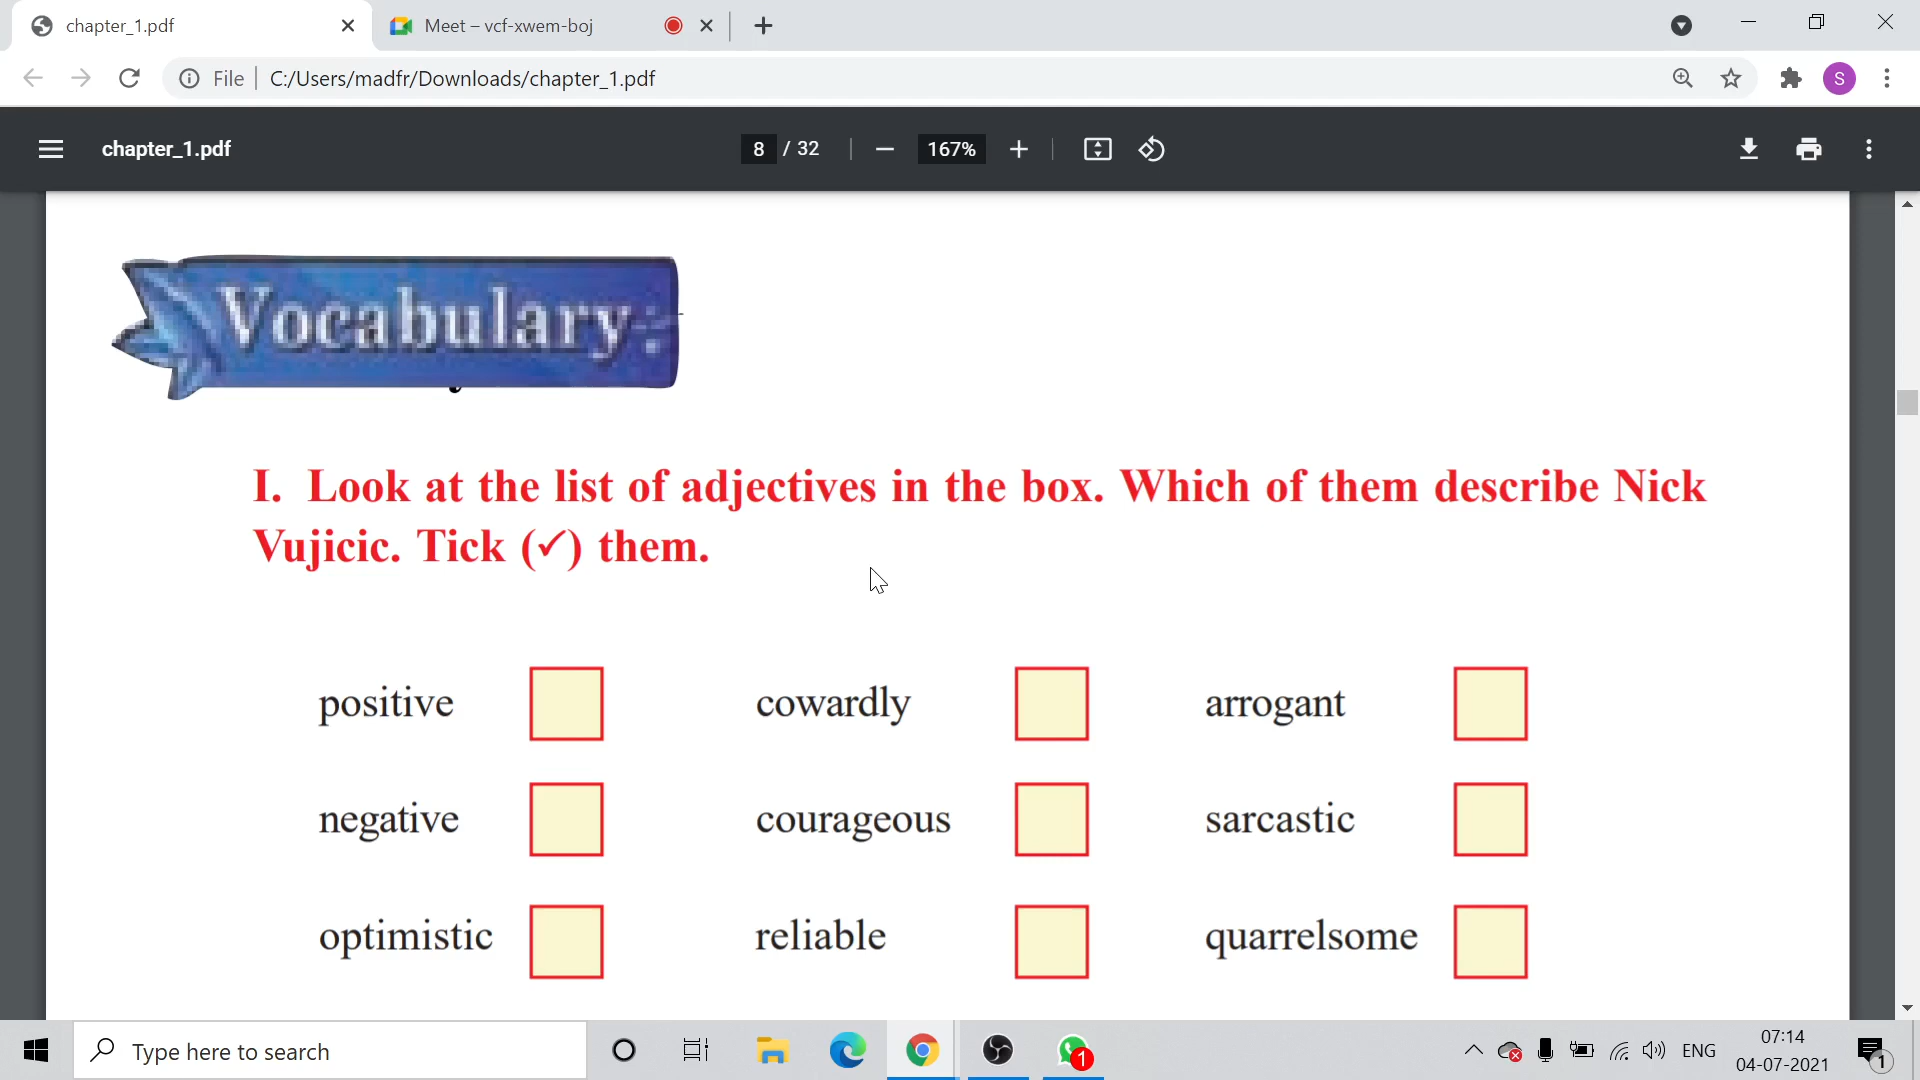 chapter_1.pdf
Meet – vcf-xwem-boj
File
C:/Users/madfr/Downloads/chapter_1.pdf
S
chapter_1.pdf
8 / 32
167%
Vocabulary:
I. Look at the list of adjectives in the box. Which of them describe Nick
Vujicic. Tick (✓) them.
positive cowardly arrogant
negative courageous sarcastic
optimistic reliable quarrelsome
Type here to search
1
ENG
07:14
04-07-2021
1